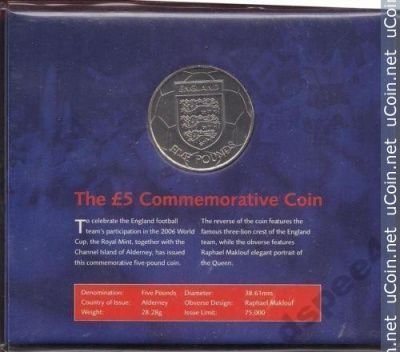 ENGLAND
FIVE POUNDS
The £5 Commemorative Coin
To celebrate the England football
team's participation in the 2006 World
Cup, the Royal Mint, together with the
Channel Island of Alderney, has issued
this commemorative five-pound coin.
The reverse of the coin features the
famous three-lion crest of the England
team, while the obverse features
Raphael Maklouf elegant portrait of
the Queen.
Denomination: Five Pounds Diameter: 38.61mm
Country of Issue: Alderney Obverse Design: Raphael Maklouf
Weight: 28.28g Issue Limit: 75,000
uCoin.net uCoin.net uCoin.net uCoin.net